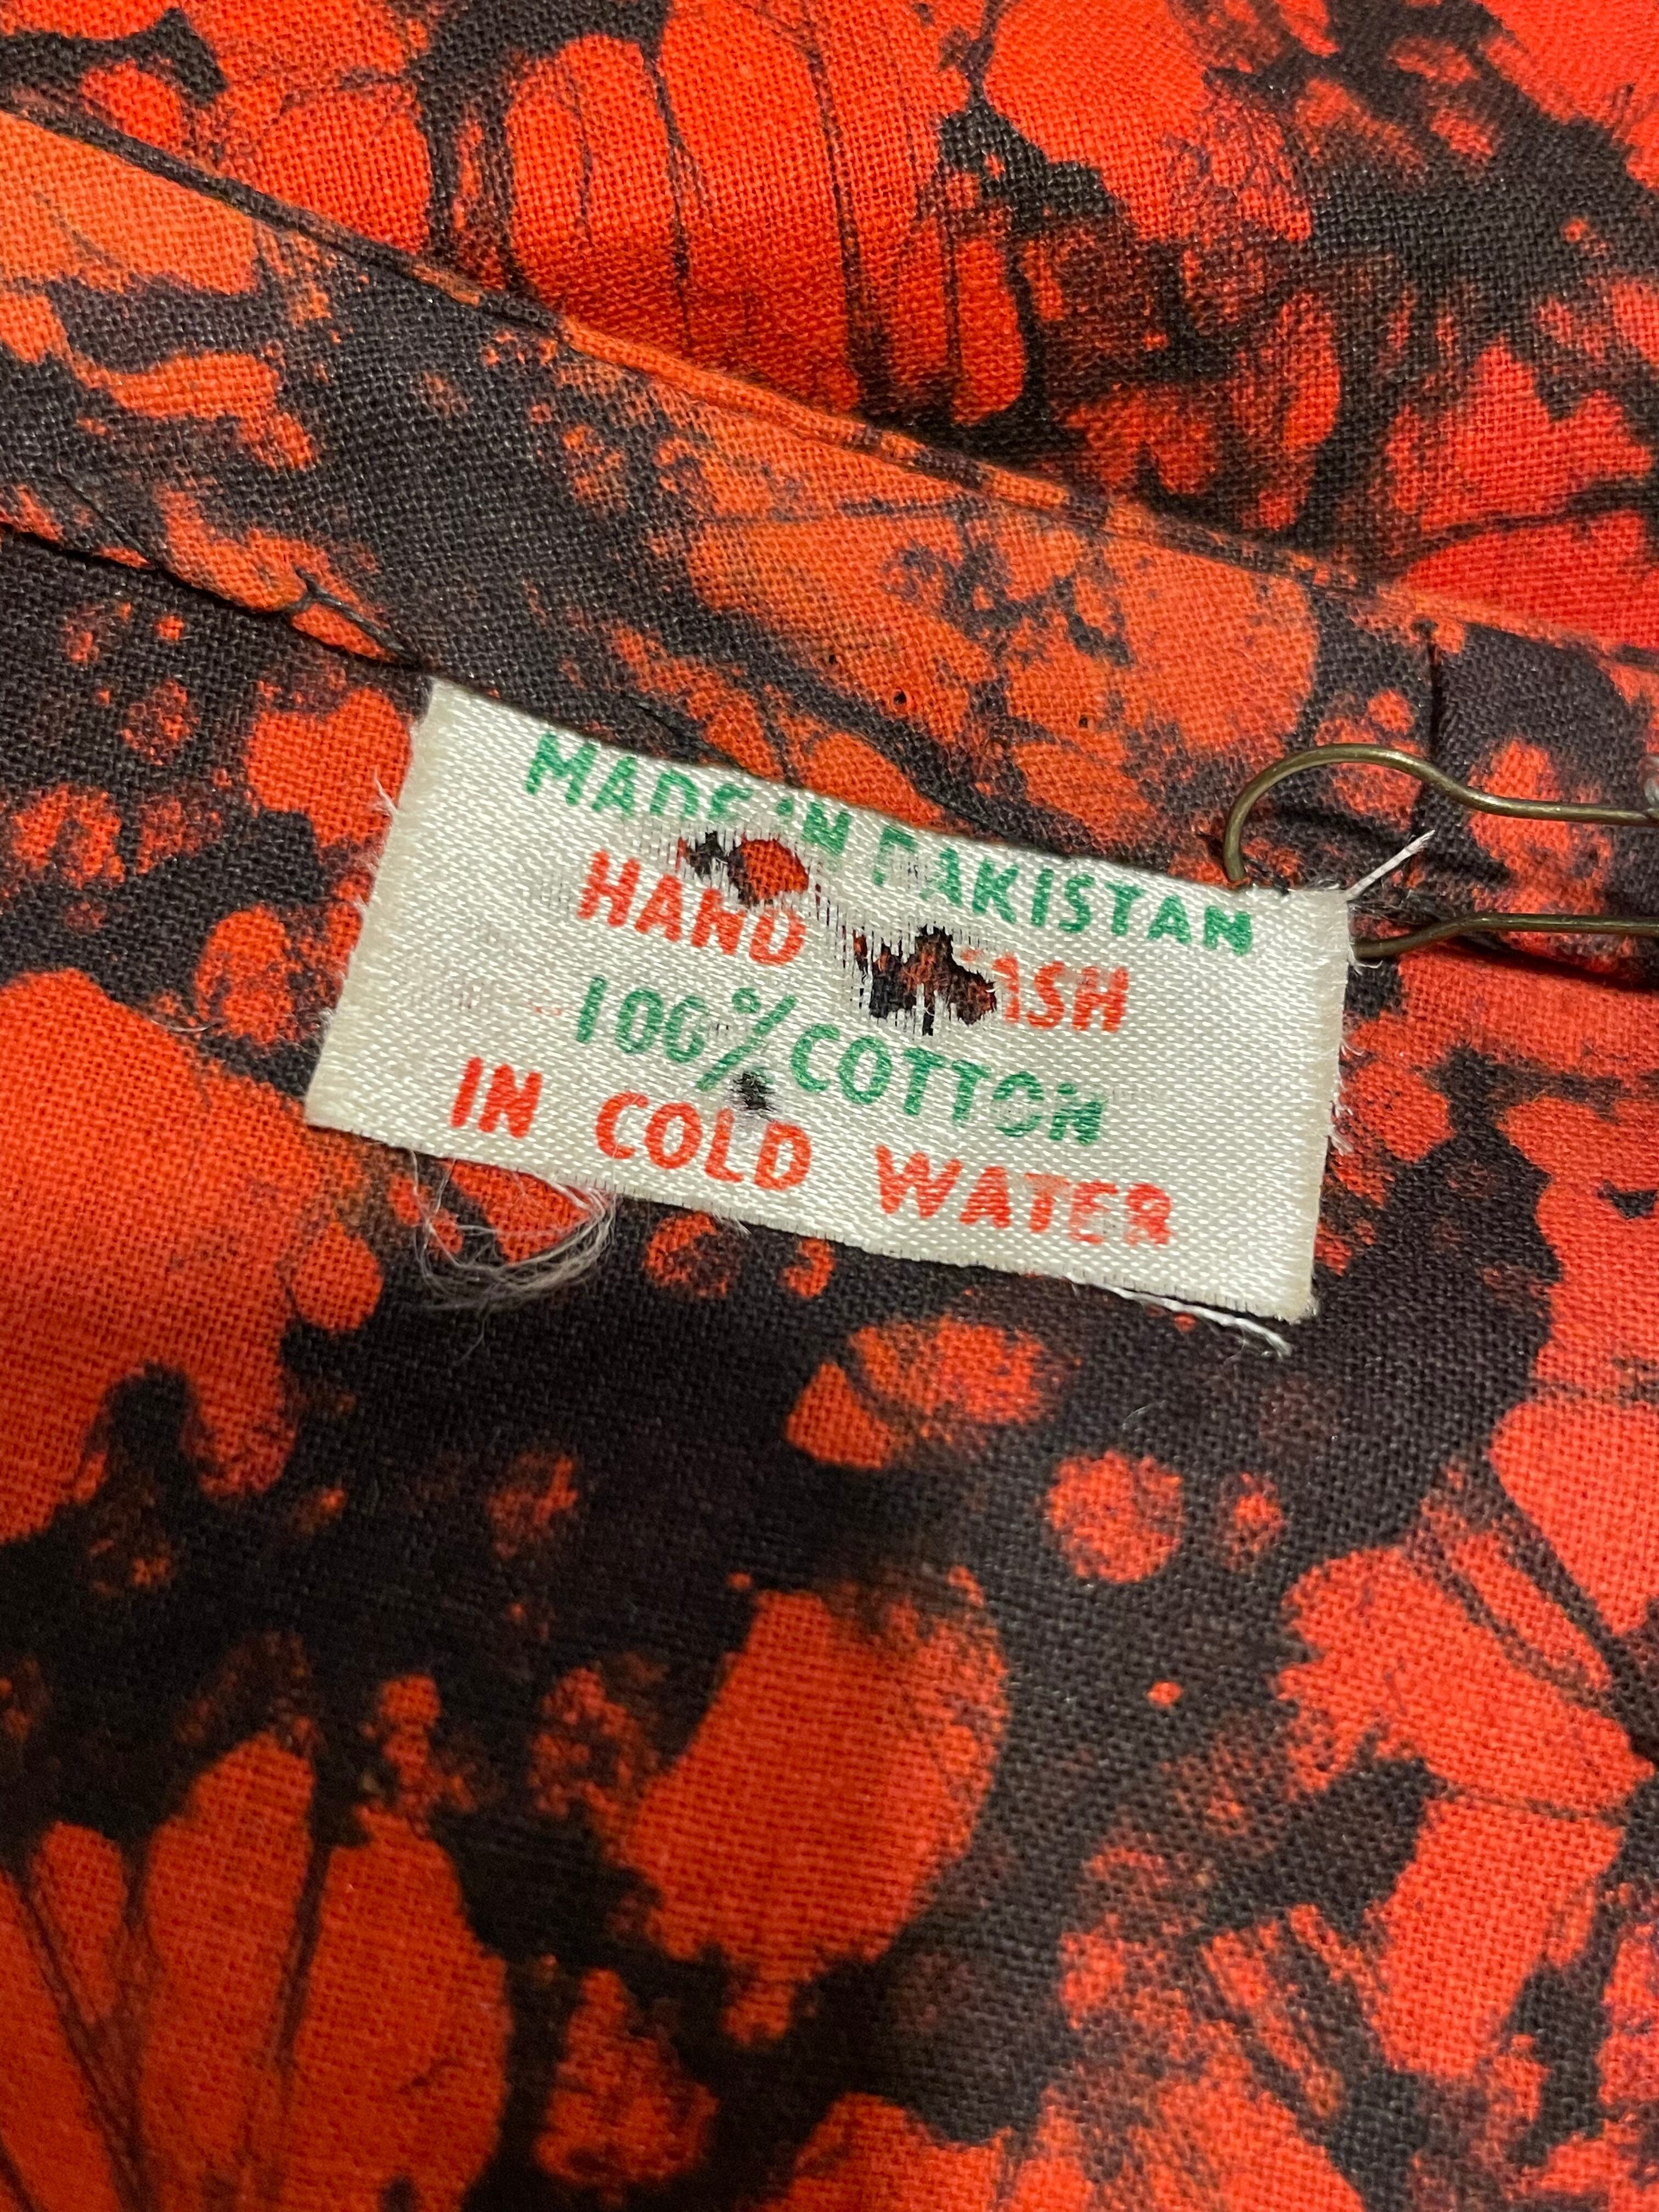 MADE IN PAKISTAN
HAND WASH
100% COTTON
IN COLD WATER